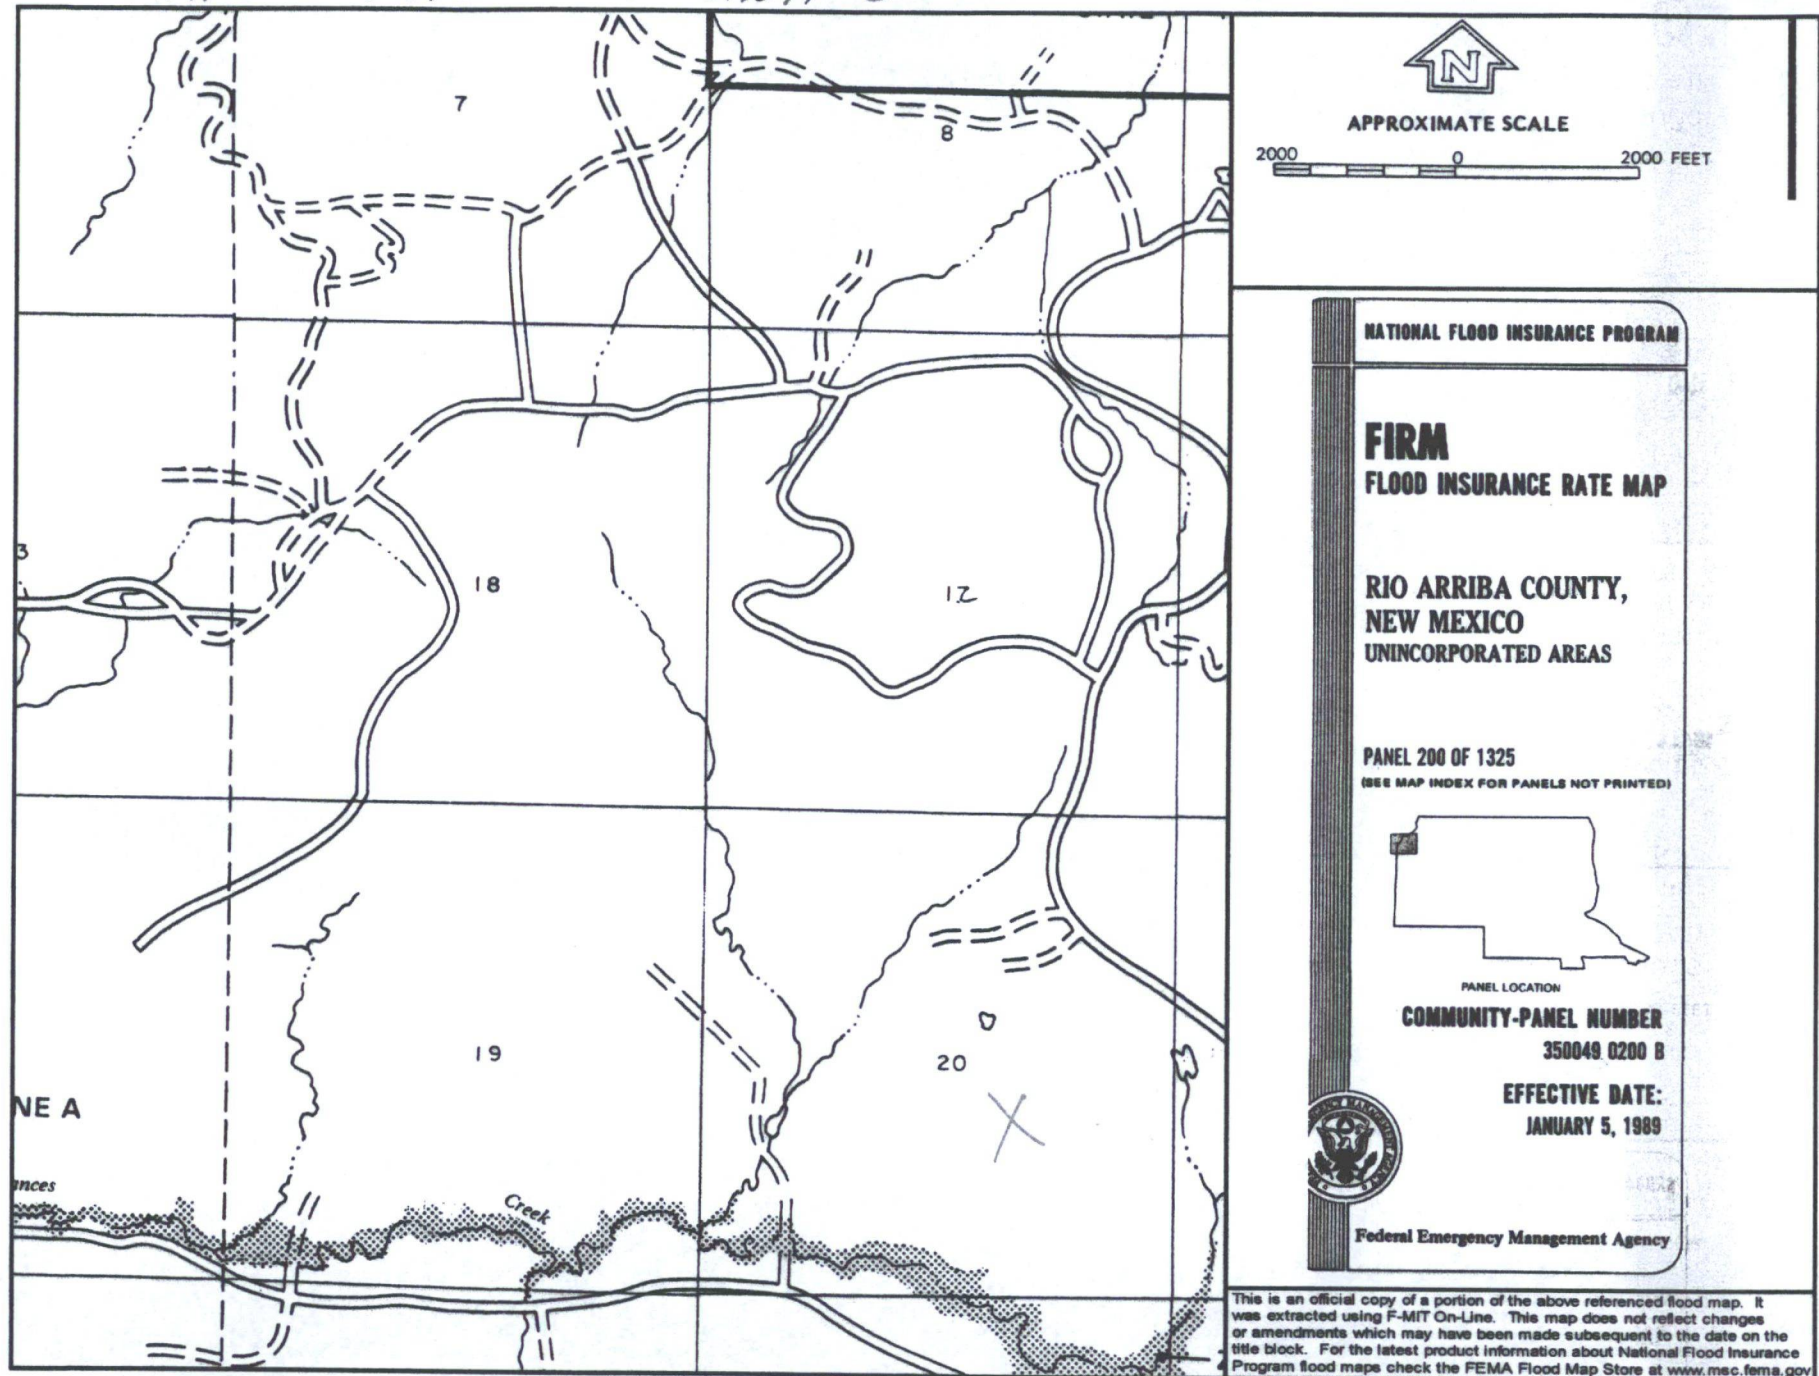 7
8
3
18
12
19
20
NE A
nces
Creek
N
APPROXIMATE SCALE
2000 0 2000 FEET
NATIONAL FLOOD INSURANCE PROGRAM
FIRM
FLOOD INSURANCE RATE MAP
RIO ARRIBA COUNTY,
NEW MEXICO
UNINCORPORATED AREAS
PANEL 200 OF 1325
(SEE MAP INDEX FOR PANELS NOT PRINTED)
PANEL LOCATION
COMMUNITY-PANEL NUMBER
350049 0200 B
EFFECTIVE DATE:
JANUARY 5, 1989
Federal Emergency Management Agency
This is an official copy of a portion of the above referenced flood map. It
was extracted using F-MIT On-Line. This map does not reflect changes
or amendments which may have been made subsequent to the date on the
title block. For the latest product information about National Flood Insurance
Program flood maps check the FEMA Flood Map Store at www.msc.fema.gov